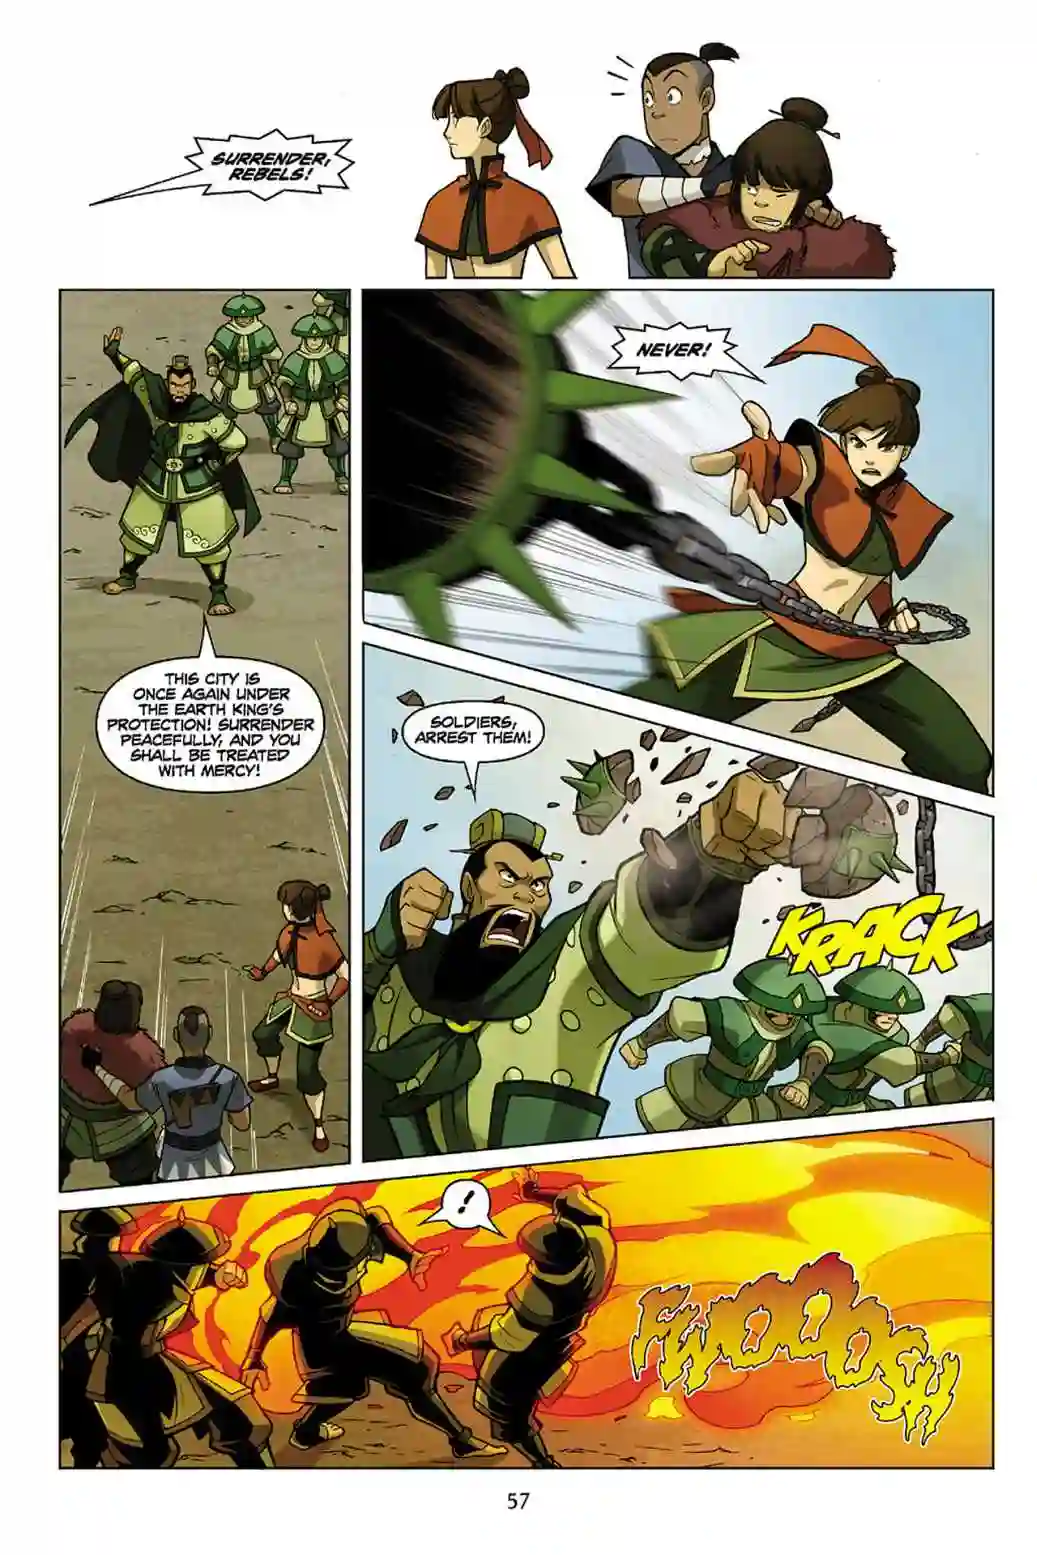 SURRENDER,
REBELS!
THIS CITY IS
ONCE AGAIN UNDER
THE EARTH KING'S
PROTECTION! SURRENDER
PEACEFULLY, AND YOU
SHALL BE TREATED
WITH MERCY!
NEVER!
SOLDIERS,
ARREST THEM!
KRACK
!
FWOOOOSH
57